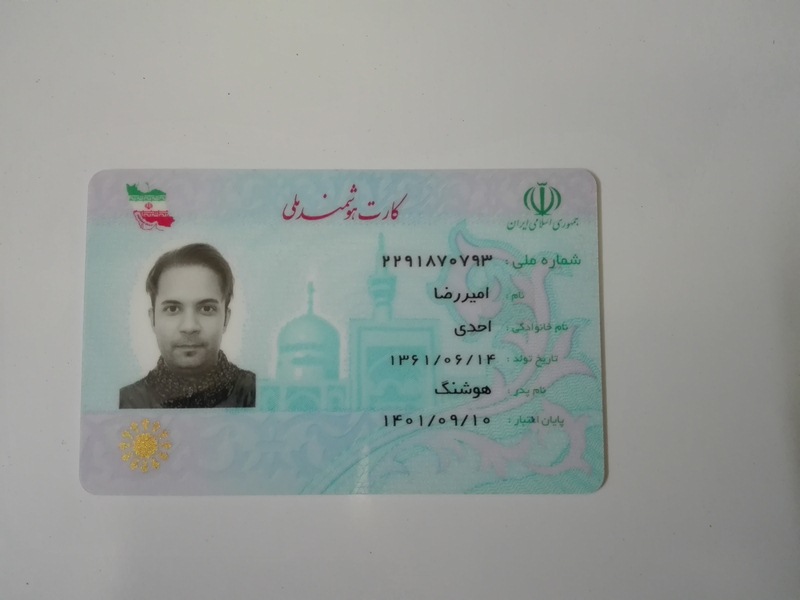 کارت هوشمند ملی
جمهوری اسلامی ایران
شماره ملی: ۲۲۹۱۸۷۰۷۹۳
نام: امیررضا
نام خانوادگی: احدی
تاریخ تولد: ۱۳۶۱/۰۶/۱۴
نام پدر: هوشنگ
پایان اعتبار: ۱۴۰۱/۰۹/۱۰